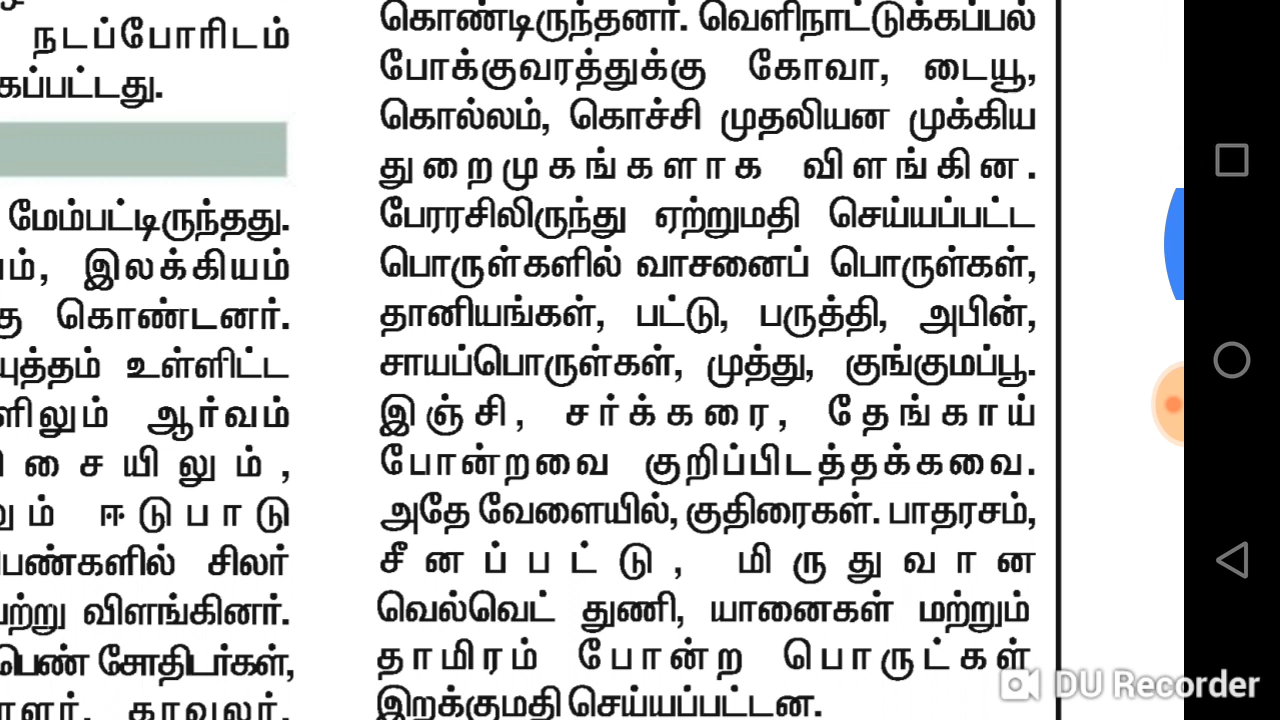 நடப்போரிடம்
மேம்பட்டிருந்தது.
இலக்கியம்
கொண்டனர்.
உள்ளிட்ட
ஆர்வம்
ஈடுபாடு
சிலர்
விளங்கினர்.
சோதிடர்கள்,
காவலர்,
கொண்டிருந்தனர். வெளிநாட்டுக்கப்பல்
போக்குவரத்துக்கு கோவா, டையூ,
கொல்லம், கொச்சி முதலியன முக்கிய
துறைமுகங்களாக விளங்கின.
பேரரசிலிருந்து ஏற்றுமதி செய்யப்பட்ட
பொருள்களில் வாசனைப் பொருள்கள்,
தானியங்கள், பட்டு, பருத்தி, அபின்,
சாயப்பொருள்கள், முத்து, குங்குமப்பூ.
இஞ்சி, சர்க்கரை, தேங்காய்
போன்றவை குறிப்பிடத்தக்கவை.
அதே வேளையில், குதிரைகள். பாதரசம்,
சீனப்பட்டு, மிருதுவான
வெல்வெட் துணி, யானைகள் மற்றும்
தாமிரம் போன்ற பொருட்கள்
இறக்குமதி செய்யப்பட்டன.
DU Recorder